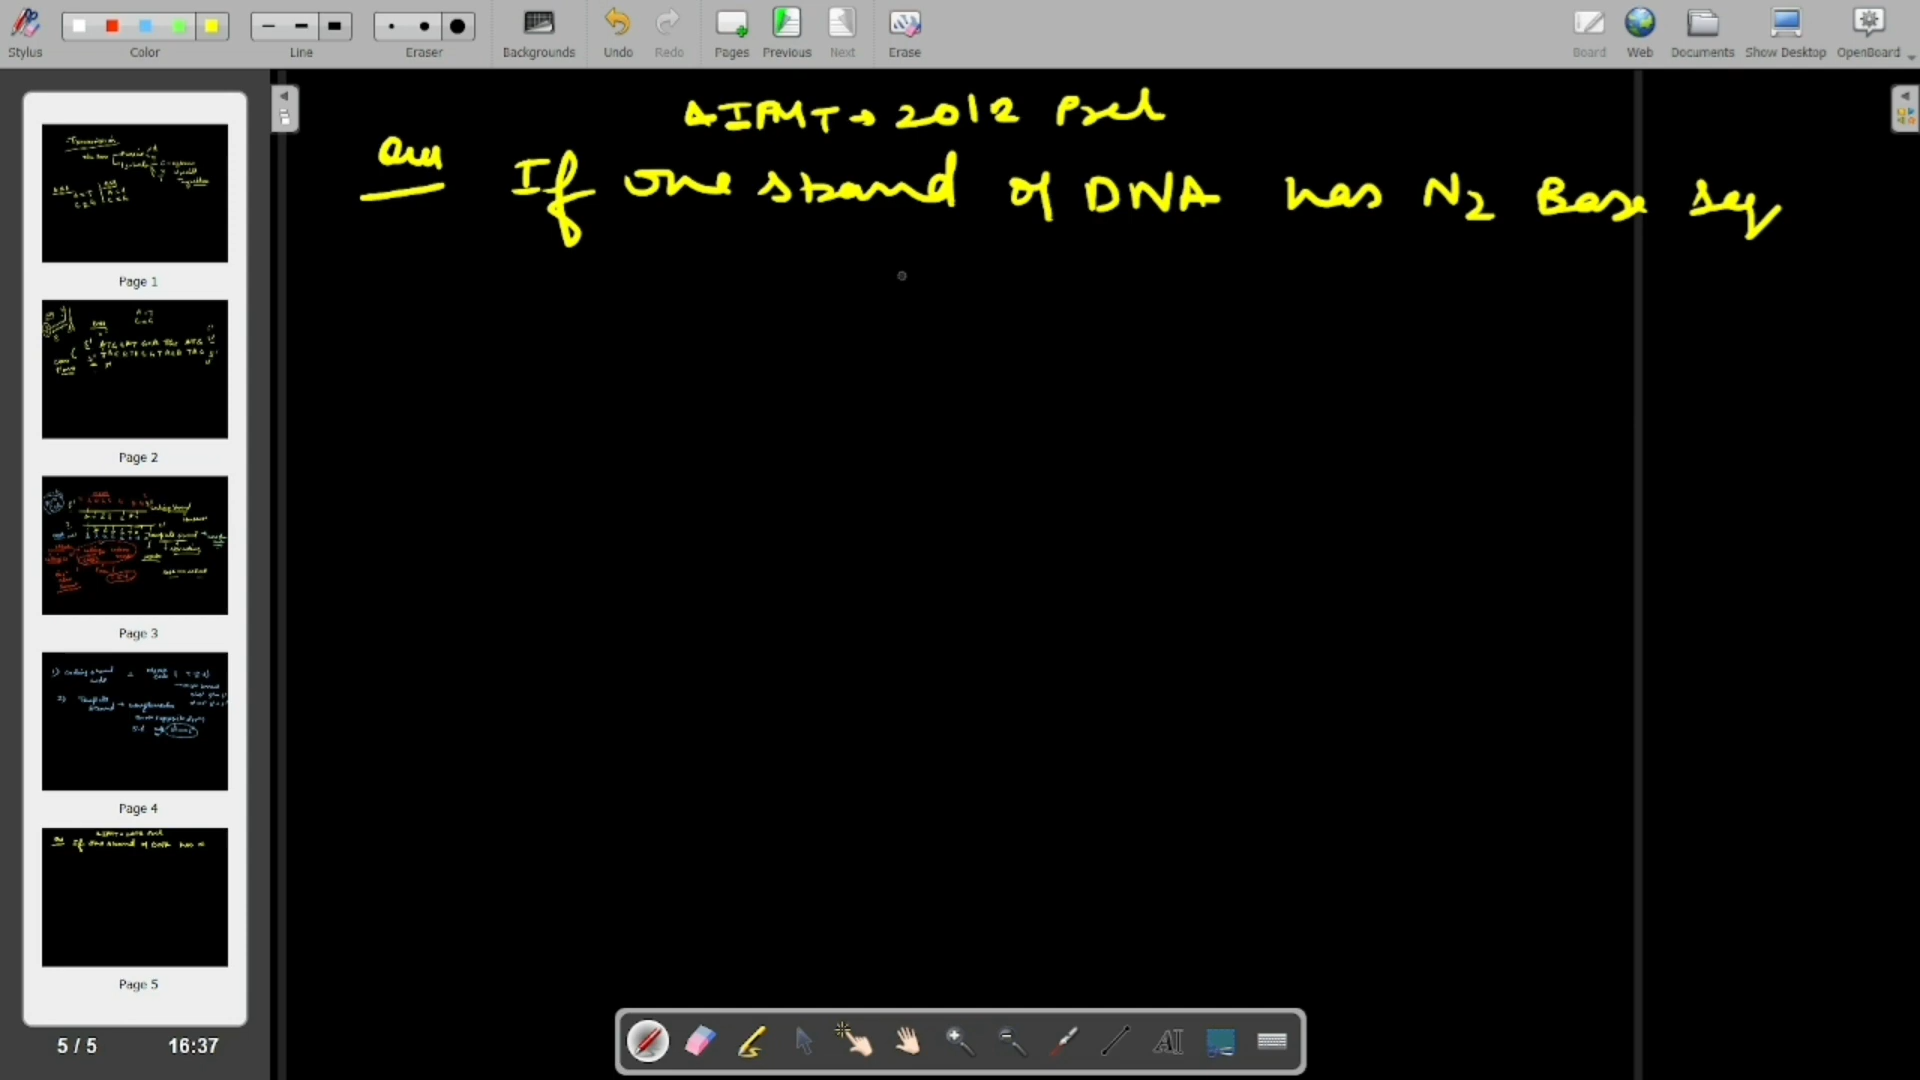 Stylus
Color
Line
Eraser
Backgrounds
Undo
Redo
Pages
Previous
Next
Erase
Board
Web
Documents
Show Desktop
OpenBoard
AIPMT → 2012 Prel
Que If one strand of DNA has N2 Base seq
Page 1
Page 2
Page 3
Page 4
Page 5
5 / 5 16:37